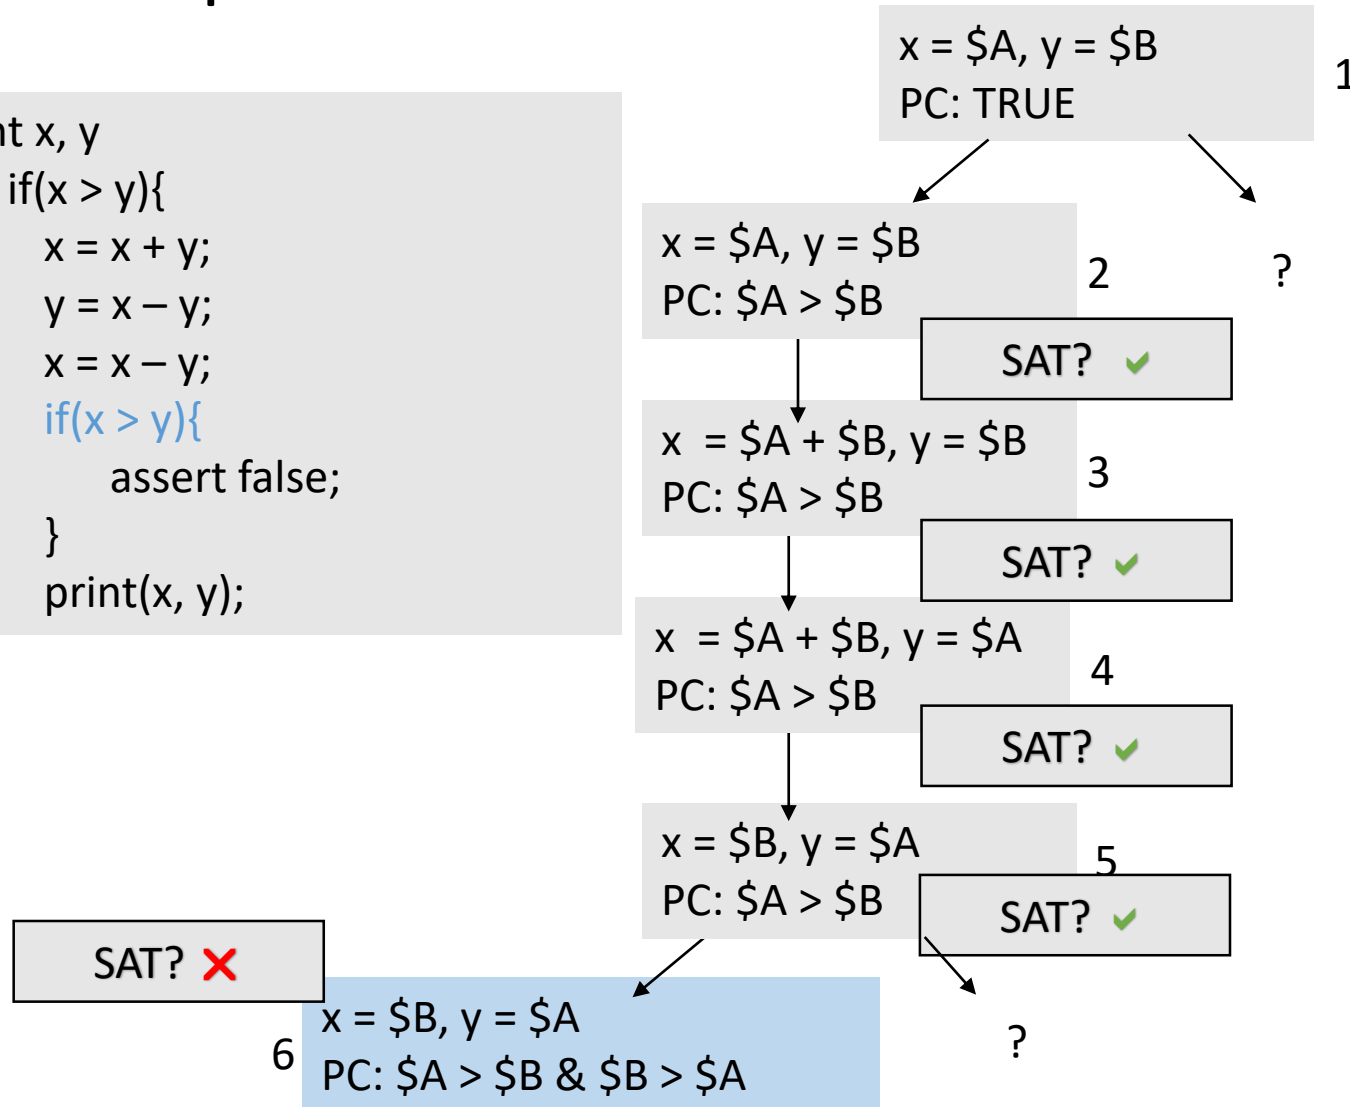 nt x, y
if(x > y){
x = x + y;
y = x – y;
x = x – y;
if(x > y){
assert false;
}
print(x, y);
x = $A, y = $B
PC: TRUE
1
x = $A, y = $B
PC: $A > $B
2
?
SAT?
x = $A + $B, y = $B
PC: $A > $B
3
SAT?
x = $A + $B, y = $A
PC: $A > $B
4
SAT?
x = $B, y = $A
PC: $A > $B
5
SAT?
SAT?
x = $B, y = $A
PC: $A > $B & $B > $A
6
?